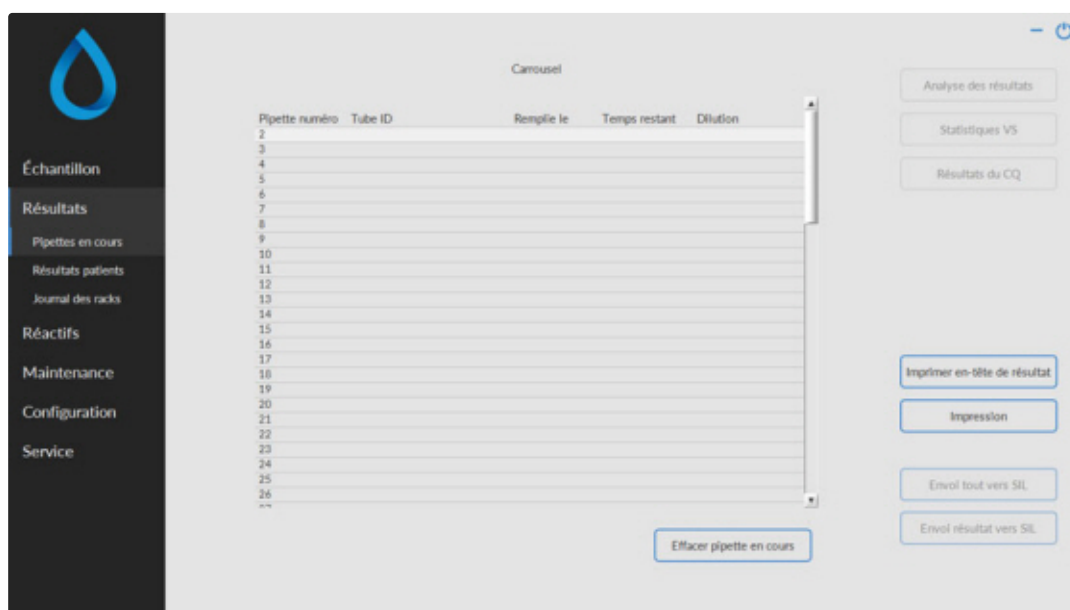 Échantillon
Résultats
Pipettes en cours
Résultats patients
Journal des racks
Réactifs
Maintenance
Configuration
Service
Carrousel
Pipette numéro Tube ID Remplie le Temps restant Dilution
2
3
4
5
6
7
8
9
10
11
12
13
14
15
16
17
18
19
20
21
22
23
24
25
26
Effacer pipette en cours
Analyse des résultats
Statistiques VS
Résultats du CQ
Imprimer en-tête de résultat
Impression
Envoi tout vers SIL
Envoi résultat vers SIL